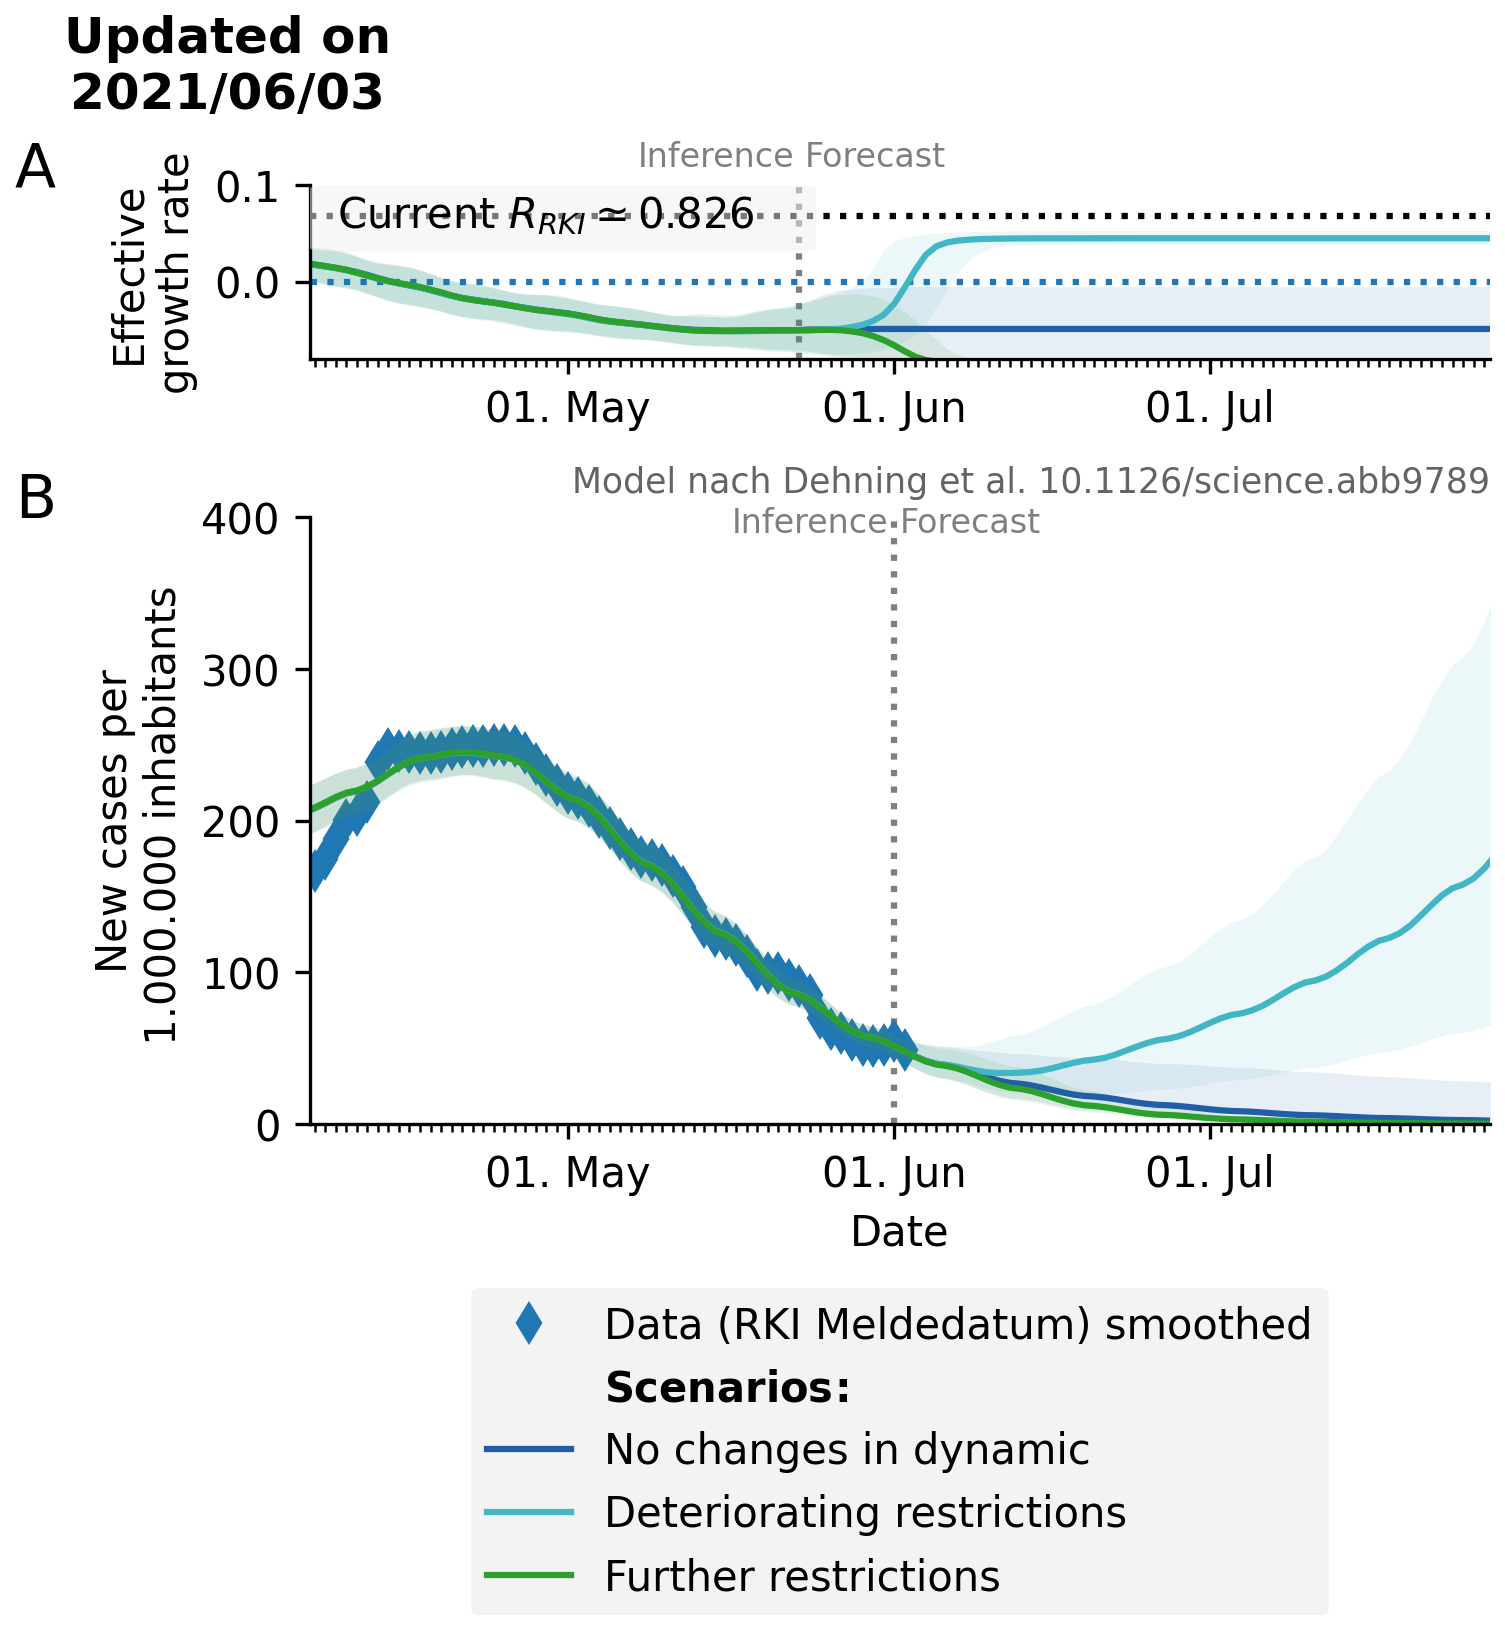 Updated on
2021/06/03
A
Inference Forecast
Effective
growth rate
0.1
0.0
Current R_RKI ≃ 0.826
01. May
01. Jun
01. Jul
B
Model nach Dehning et al. 10.1126/science.abb9789
Inference Forecast
New cases per
1.000.000 inhabitants
400
300
200
100
0
01. May
01. Jun
01. Jul
Date
Data (RKI Meldedatum) smoothed
Scenarios:
No changes in dynamic
Deteriorating restrictions
Further restrictions